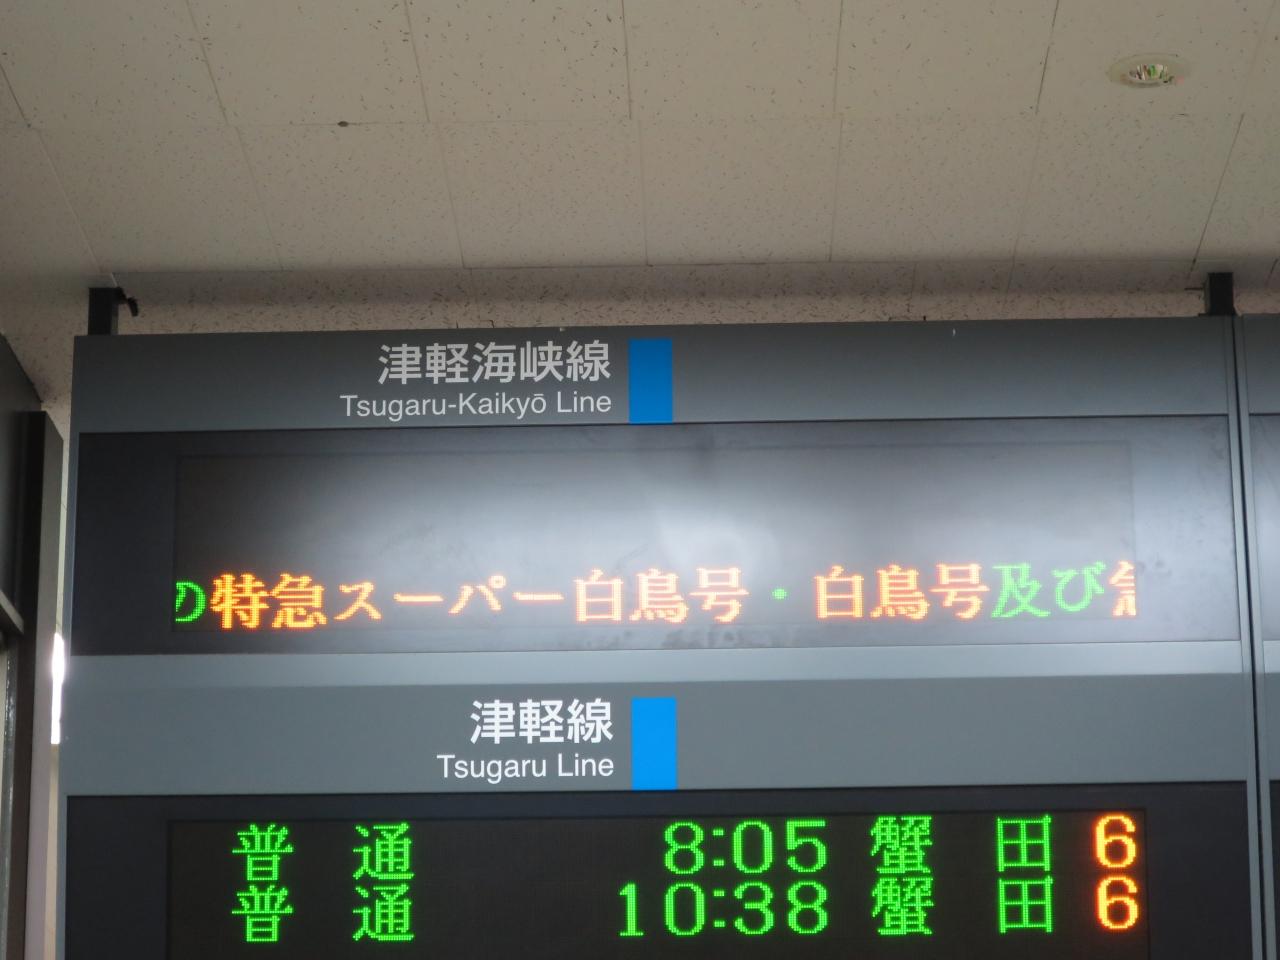 津軽海峡線
Tsugaru-Kaikyō Line
の特急スーパー白鳥号・白鳥号及び急
津軽線
Tsugaru Line
普通 8:05 蟹田 6
普通 10:38 蟹田 6